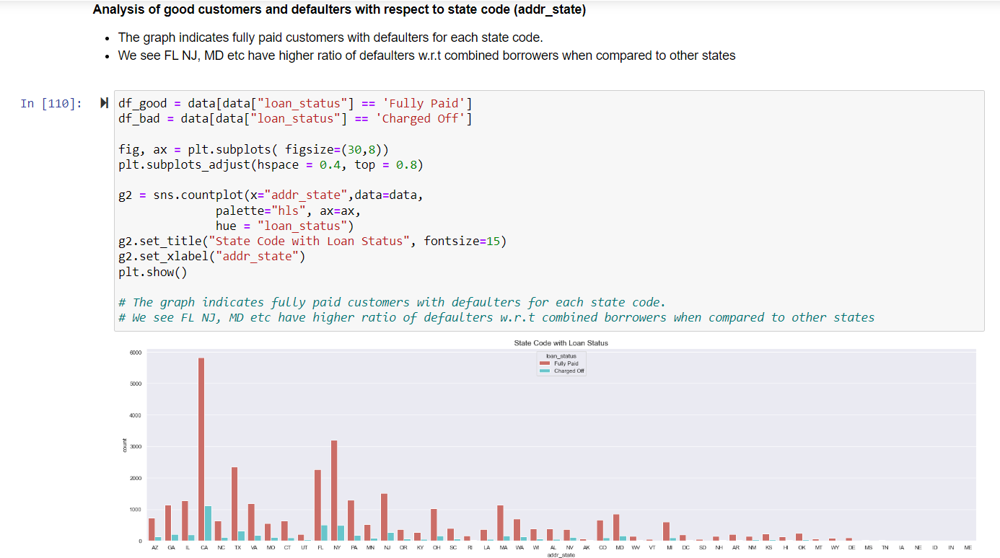 Analysis of good customers and defaulters with respect to state code (addr_state)
• The graph indicates fully paid customers with defaulters for each state code.
• We see FL NJ, MD etc have higher ratio of defaulters w.r.t combined borrowers when compared to other states
In [110]:
df_good = data[data["loan_status"] == 'Fully Paid']
df_bad = data[data["loan_status"] == 'Charged Off']
fig, ax = plt.subplots( figsize=(30,8))
plt.subplots_adjust(hspace = 0.4, top = 0.8)
g2 = sns.countplot(x="addr_state",data=data,
palette="hls", ax=ax,
hue = "loan_status")
g2.set_title("State Code with Loan Status", fontsize=15)
g2.set_xlabel("addr_state")
plt.show()
# The graph indicates fully paid customers with defaulters for each state code.
# We see FL NJ, MD etc have higher ratio of defaulters w.r.t combined borrowers when compared to other states
State Code with Loan Status
loan_status
Fully Paid
Charged Off
6000
5000
4000
3000
2000
1000
0
count
AZ GA IL CA NC TX VA MO CT UT FL NY PA MN NJ OR KY OH SC RI LA MA WA WI AL NV AK CO MD WV VT MI DC SD NH AR NM KS HI OK MT WY DE MS TN IA NE ID IN ME
addr_state